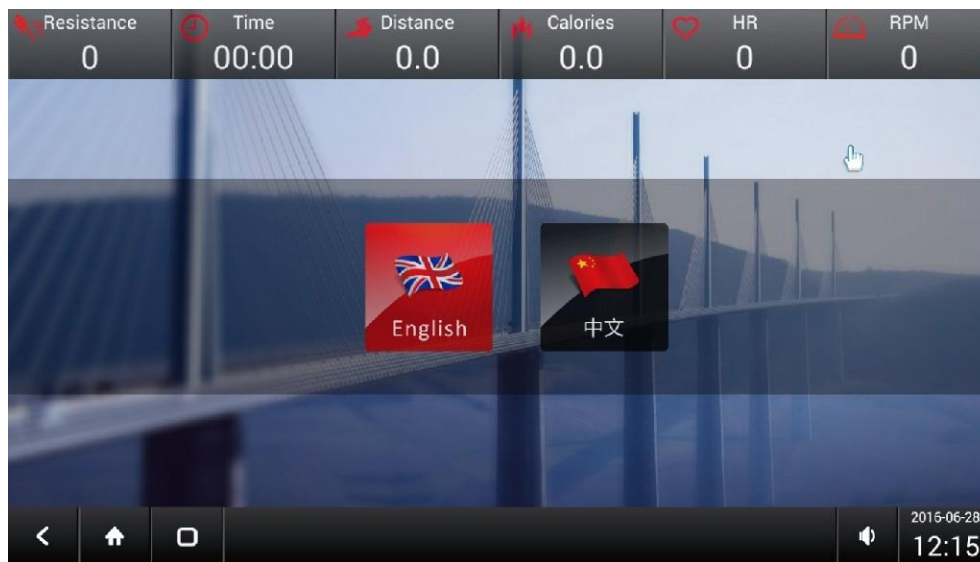 Resistance Time Distance Calories HR RPM
0 00:00 0.0 0.0 0 0
English 中文
2016-06-28
12:15